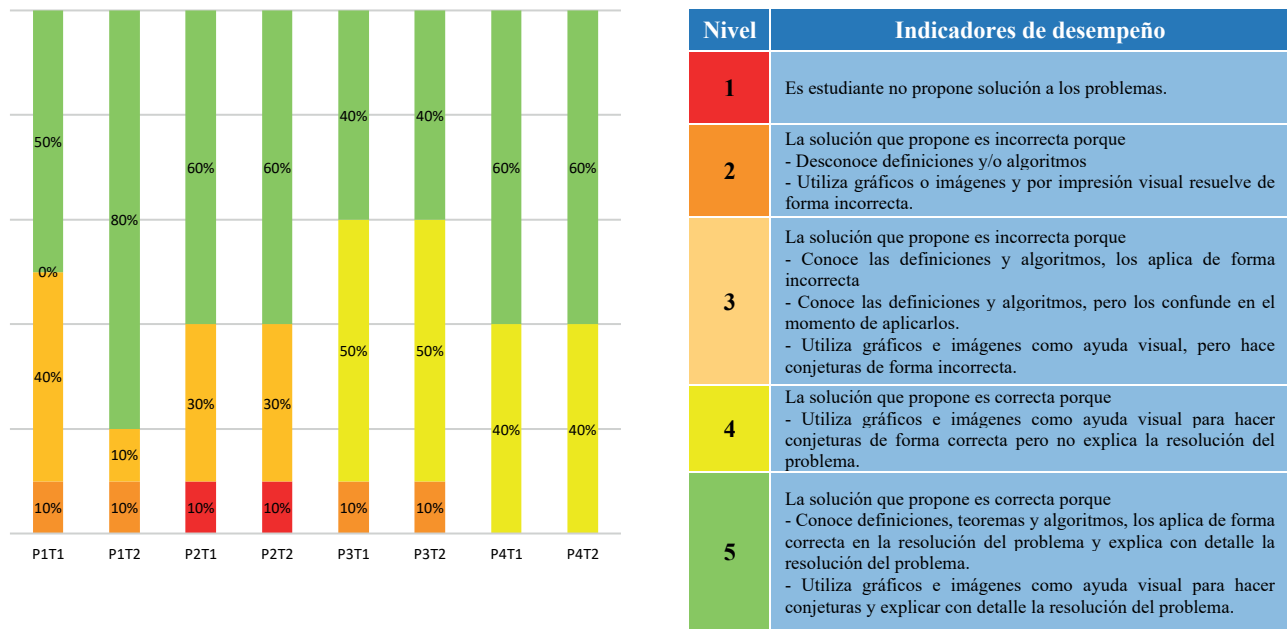 50%
0%
40%
10%
P1T1
80%
10%
10%
P1T2
60%
30%
10%
P2T1
60%
30%
10%
P2T2
40%
50%
10%
P3T1
40%
50%
10%
P3T2
60%
40%
P4T1
60%
40%
P4T2
Nivel Indicadores de desempeño
1 Es estudiante no propone solución a los problemas.
2
La solución que propone es incorrecta porque
- Desconoce definiciones y/o algoritmos
- Utiliza gráficos o imágenes y por impresión visual resuelve de
forma incorrecta.
3
La solución que propone es incorrecta porque
- Conoce las definiciones y algoritmos, los aplica de forma
incorrecta
- Conoce las definiciones y algoritmos, pero los confunde en el
momento de aplicarlos.
- Utiliza gráficos e imágenes como ayuda visual, pero hace
conjeturas de forma incorrecta.
4
La solución que propone es correcta porque
- Utiliza gráficos e imágenes como ayuda visual para hacer
conjeturas de forma correcta pero no explica la resolución del
problema.
5
La solución que propone es correcta porque
- Conoce definiciones, teoremas y algoritmos, los aplica de forma
correcta en la resolución del problema y explica con detalle la
resolución del problema.
- Utiliza gráficos e imágenes como ayuda visual para hacer
conjeturas y explicar con detalle la resolución del problema.